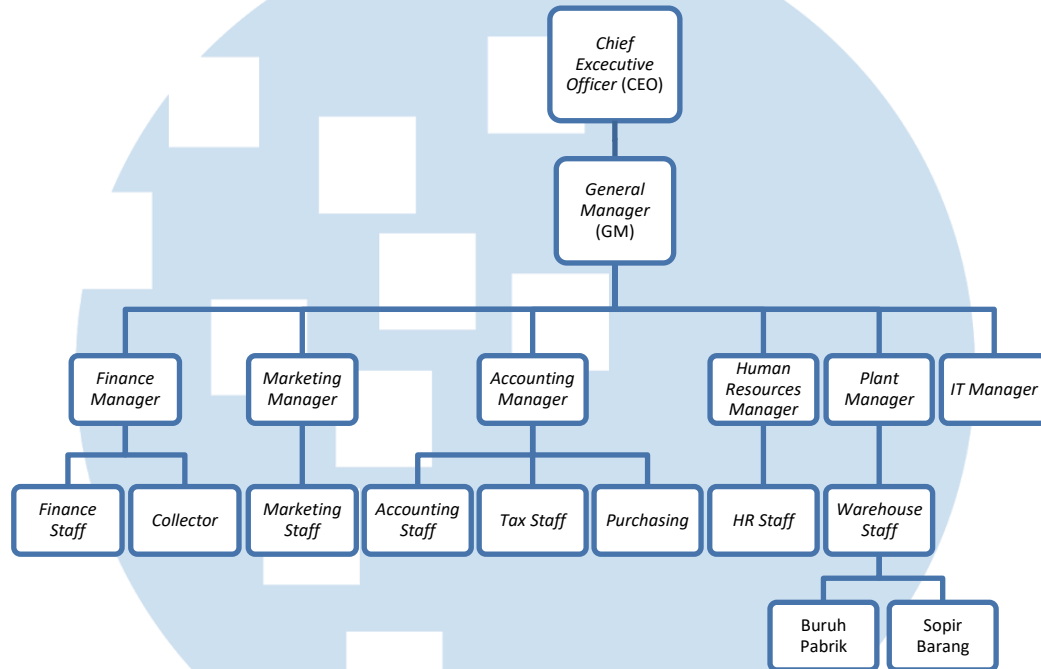 Chief
Excecutive
Officer (CEO)
General
Manager
(GM)
Finance
Manager
Marketing
Manager
Accounting
Manager
Human
Resources
Manager
Plant
Manager
IT Manager
Finance
Staff
Collector
Marketing
Staff
Accounting
Staff
Tax Staff
Purchasing
HR Staff
Warehouse
Staff
Buruh
Pabrik
Sopir
Barang